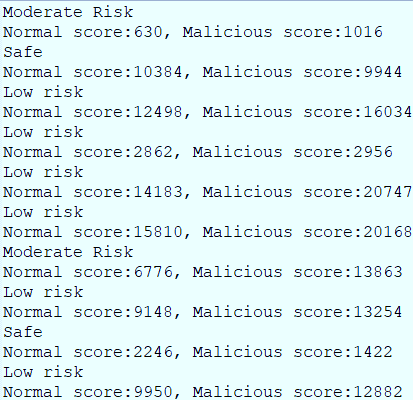 Moderate Risk
Normal score:630, Malicious score:1016
Safe
Normal score:10384, Malicious score:9944
Low risk
Normal score:12498, Malicious score:16034
Low risk
Normal score:2862, Malicious score:2956
Low risk
Normal score:14183, Malicious score:20747
Low risk
Normal score:15810, Malicious score:20168
Moderate Risk
Normal score:6776, Malicious score:13863
Low risk
Normal score:9148, Malicious score:13254
Safe
Normal score:2246, Malicious score:1422
Low risk
Normal score:9950, Malicious score:12882